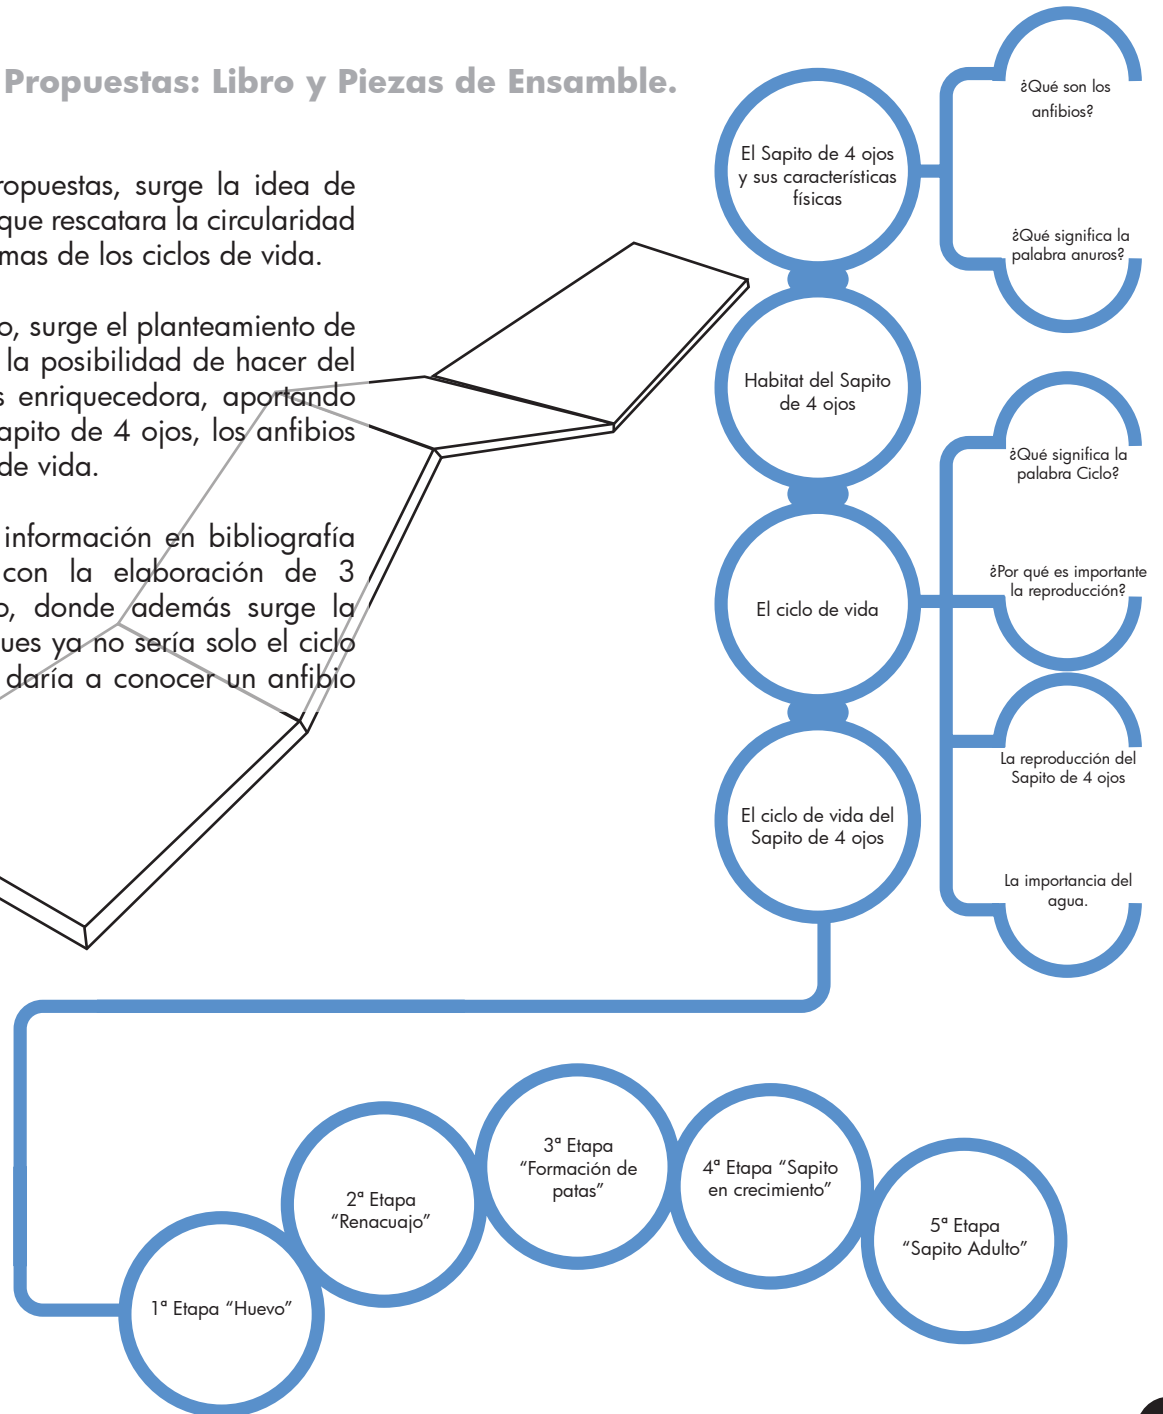 Propuestas: Libro y Piezas de Ensamble.
ropuestas, surge la idea de
que rescatara la circularidad
mas de los ciclos de vida.
o, surge el planteamiento de
la posibilidad de hacer del
s enriquecedora, aportando
apito de 4 ojos, los anfibios
de vida.
información en bibliografía
con la elaboración de 3
o, donde además surge la
ues ya no sería solo el ciclo
daría a conocer un anfibio
El Sapito de 4 ojos
y sus características
físicas
¿Qué son los
anfibios?
¿Qué significa la
palabra anuros?
Habitat del Sapito
de 4 ojos
El ciclo de vida
¿Qué significa la
palabra Ciclo?
¿Por qué es importante
la reproducción?
La reproducción del
Sapito de 4 ojos
La importancia del
agua.
El ciclo de vida del
Sapito de 4 ojos
1ª Etapa “Huevo”
2ª Etapa
“Renacuajo”
3ª Etapa
“Formación de
patas”
4ª Etapa “Sapito
en crecimiento”
5ª Etapa
“Sapito Adulto”